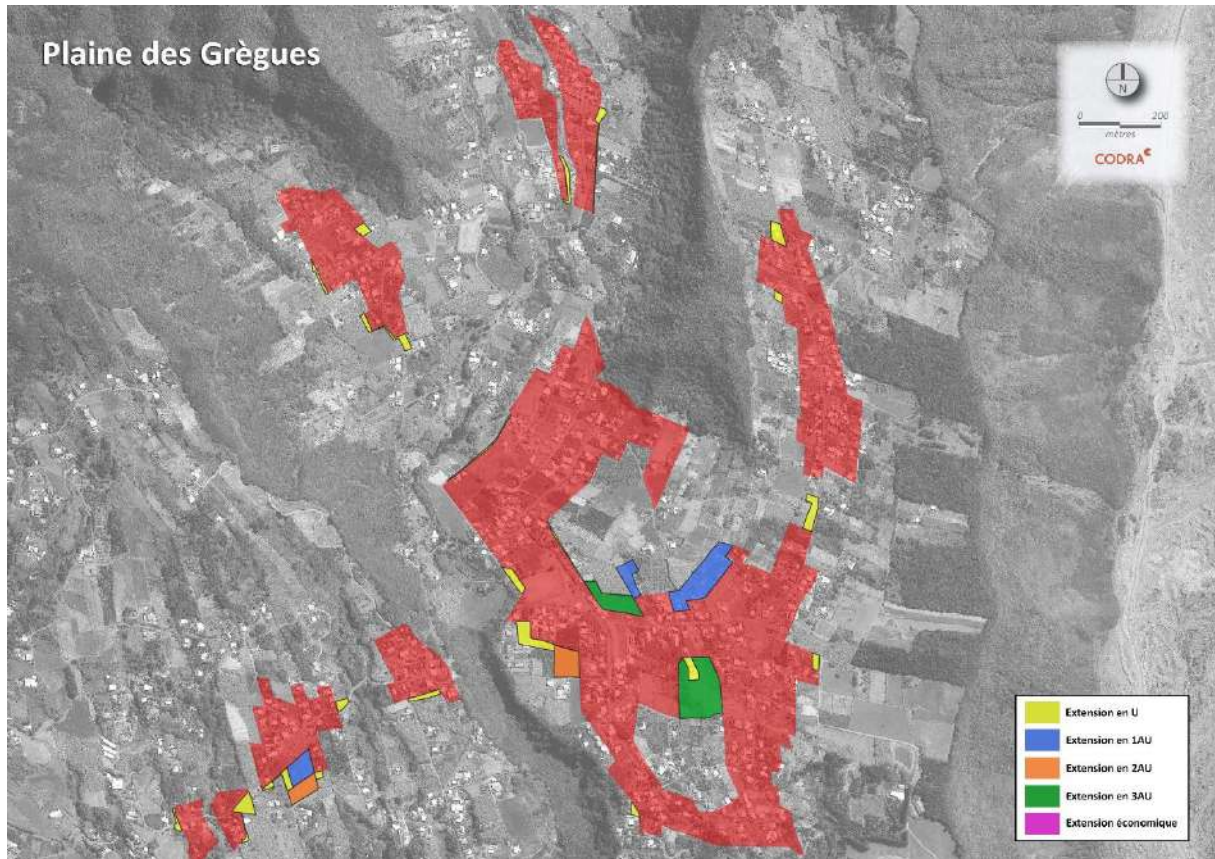 Plaine des Grègues
N
0 200
mètres
CODRA
Extension en U
Extension en 1AU
Extension en 2AU
Extension en 3AU
Extension économique